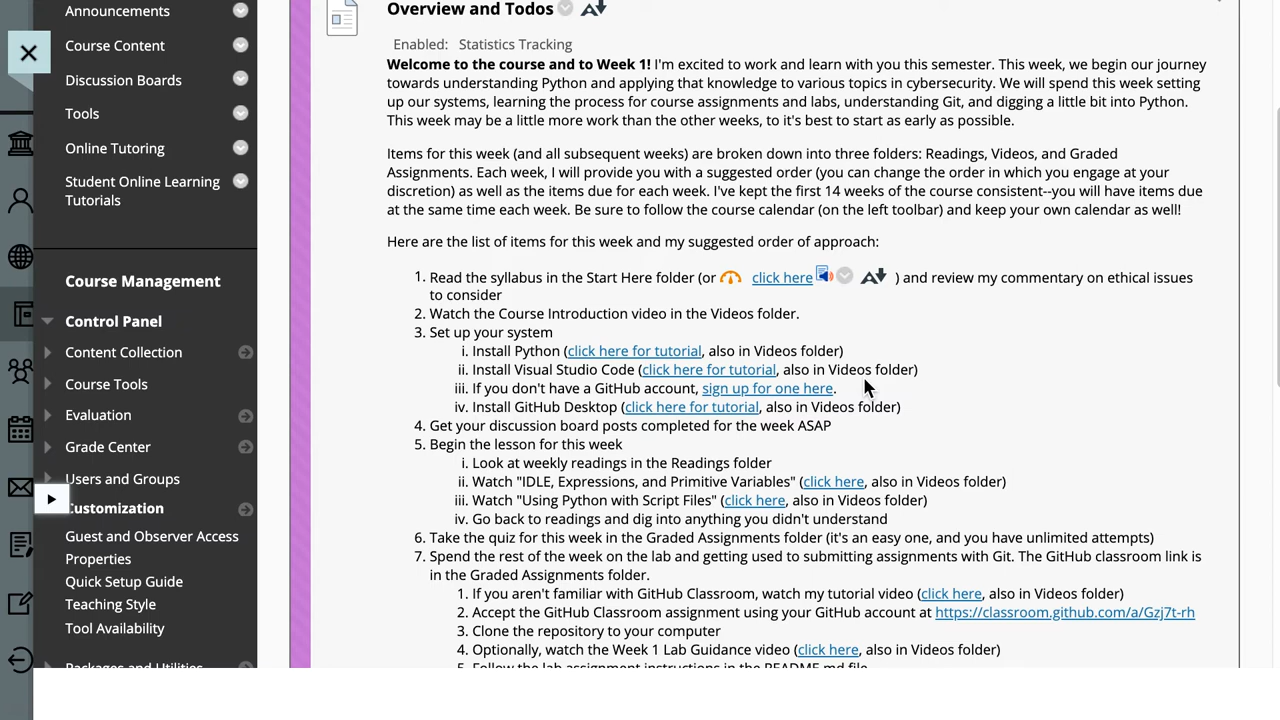 Announcements
Course Content
Discussion Boards
Tools
Online Tutoring
Student Online Learning
Tutorials
Course Management
Control Panel
Content Collection
Course Tools
Evaluation
Grade Center
Users and Groups
Customization
Guest and Observer Access
Properties
Quick Setup Guide
Teaching Style
Tool Availability
Packages and Utilities
Overview and Todos
Enabled: Statistics Tracking
Welcome to the course and to Week 1! I'm excited to work and learn with you this semester. This week, we begin our journey
towards understanding Python and applying that knowledge to various topics in cybersecurity. We will spend this week setting
up our systems, learning the process for course assignments and labs, understanding Git, and digging a little bit into Python.
This week may be a little more work than the other weeks, to it's best to start as early as possible.
Items for this week (and all subsequent weeks) are broken down into three folders: Readings, Videos, and Graded
Assignments. Each week, I will provide you with a suggested order (you can change the order in which you engage at your
discretion) as well as the items due for each week. I've kept the first 14 weeks of the course consistent--you will have items due
at the same time each week. Be sure to follow the course calendar (on the left toolbar) and keep your own calendar as well!
Here are the list of items for this week and my suggested order of approach:
1. Read the syllabus in the Start Here folder (or click here ) and review my commentary on ethical issues
to consider
2. Watch the Course Introduction video in the Videos folder.
3. Set up your system
i. Install Python (click here for tutorial, also in Videos folder)
ii. Install Visual Studio Code (click here for tutorial, also in Videos folder)
iii. If you don't have a GitHub account, sign up for one here.
iv. Install GitHub Desktop (click here for tutorial, also in Videos folder)
4. Get your discussion board posts completed for the week ASAP
5. Begin the lesson for this week
i. Look at weekly readings in the Readings folder
ii. Watch "IDLE, Expressions, and Primitive Variables" (click here, also in Videos folder)
iii. Watch "Using Python with Script Files" (click here, also in Videos folder)
iv. Go back to readings and dig into anything you didn't understand
6. Take the quiz for this week in the Graded Assignments folder (it's an easy one, and you have unlimited attempts)
7. Spend the rest of the week on the lab and getting used to submitting assignments with Git. The GitHub classroom link is
in the Graded Assignments folder.
1. If you aren't familiar with GitHub Classroom, watch my tutorial video (click here, also in Videos folder)
2. Accept the GitHub Classroom assignment using your GitHub account at https://classroom.github.com/a/Gzj7t-rh
3. Clone the repository to your computer
4. Optionally, watch the Week 1 Lab Guidance video (click here, also in Videos folder)
5. Follow the lab assignment instructions in the README.md file